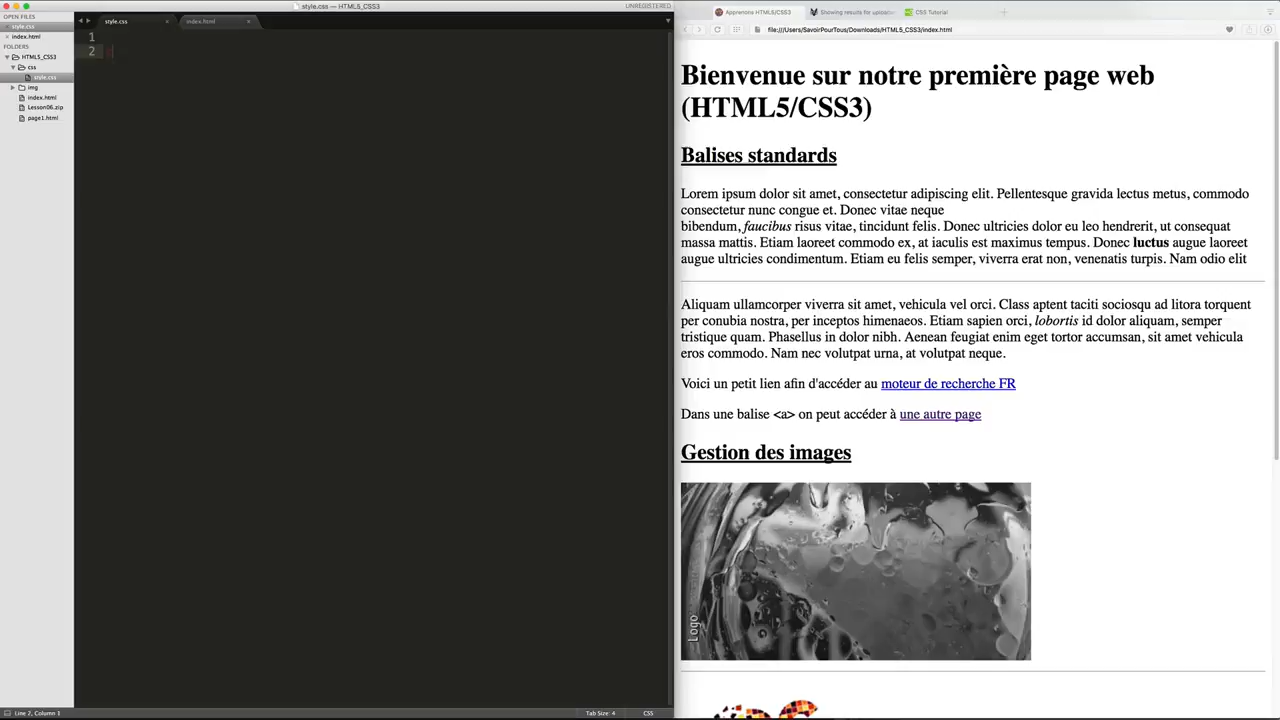 style.css — HTML5_CSS3
UNREGISTERED
OPEN FILES
style.css
index.html
FOLDERS
HTML5_CSS3
css
style.css
img
index.html
Lesson06.zip
page1.html
style.css
index.html
1
2
Line 2, Column 3
Tab Size: 4
CSS
Apprenons HTML5/CSS3
Showing results for uploade
CSS Tutorial
file:///Users/SavoirPourTous/Downloads/HTML5_CSS3/index.html
Bienvenue sur notre première page web
(HTML5/CSS3)
Balises standards
Lorem ipsum dolor sit amet, consectetur adipiscing elit. Pellentesque gravida lectus metus, commodo
consectetur nunc congue et. Donec vitae neque
bibendum, faucibus risus vitae, tincidunt felis. Donec ultricies dolor eu leo hendrerit, ut consequat
massa mattis. Etiam laoreet commodo ex, at iaculis est maximus tempus. Donec luctus augue laoreet
augue ultricies condimentum. Etiam eu felis semper, viverra erat non, venenatis turpis. Nam odio elit
Aliquam ullamcorper viverra sit amet, vehicula vel orci. Class aptent taciti sociosqu ad litora torquent
per conubia nostra, per inceptos himenaeos. Etiam sapien orci, lobortis id dolor aliquam, semper
tristique quam. Phasellus in dolor nibh. Aenean feugiat enim eget tortor accumsan, sit amet vehicula
eros commodo. Nam nec volutpat urna, at volutpat neque.
Voici un petit lien afin d'accéder au moteur de recherche FR
Dans une balise <a> on peut accéder à une autre page
Gestion des images
Logo